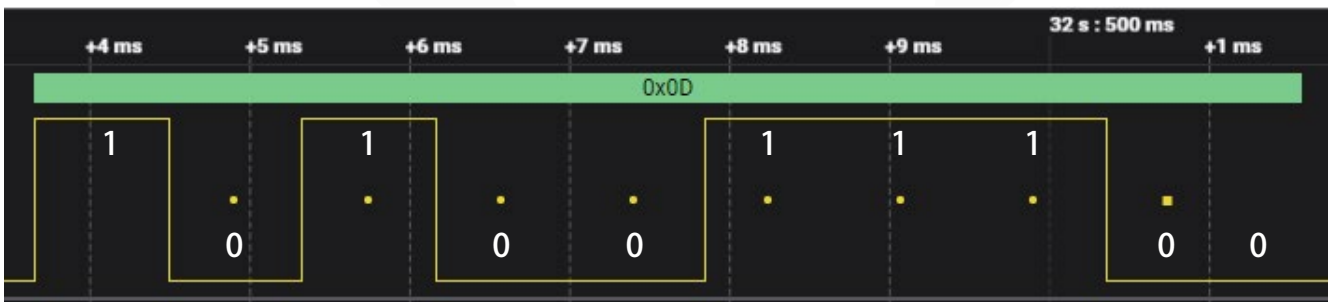 32 s : 500 ms
+4 ms +5 ms +6 ms +7 ms +8 ms +9 ms +1 ms
0x0D
1 1 1 1 1
0 0 0 0 0